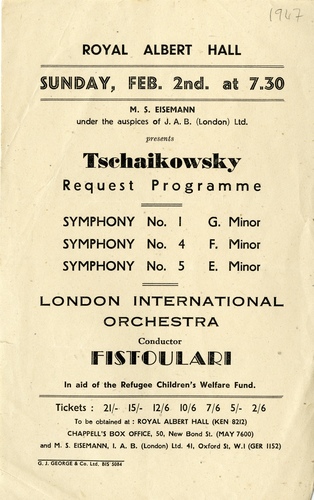 1947
ROYAL ALBERT HALL
SUNDAY, FEB. 2nd. at 7.30
M. S. EISEMANN
under the auspices of J. A. B. (London) Ltd.
presents
Tschaikowsky
Request Programme
SYMPHONY No. 1 G. Minor
SYMPHONY No. 4 F. Minor
SYMPHONY No. 5 E. Minor
LONDON INTERNATIONAL
ORCHESTRA
Conductor
FISTOULARI
In aid of the Refugee Children's Welfare Fund.
Tickets : 21/- 15/- 12/6 10/6 7/6 5/- 2/6
To be obtained at : ROYAL ALBERT HALL (KEN 8212)
CHAPPELL'S BOX OFFICE, 50, New Bond St. (MAY 7600)
and M. S. EISEMANN, I. A. B. (London) Ltd. 41, Oxford St, W.1 (GER 1152)
G. J. GEORGE & Co. Ltd. BIS 5084